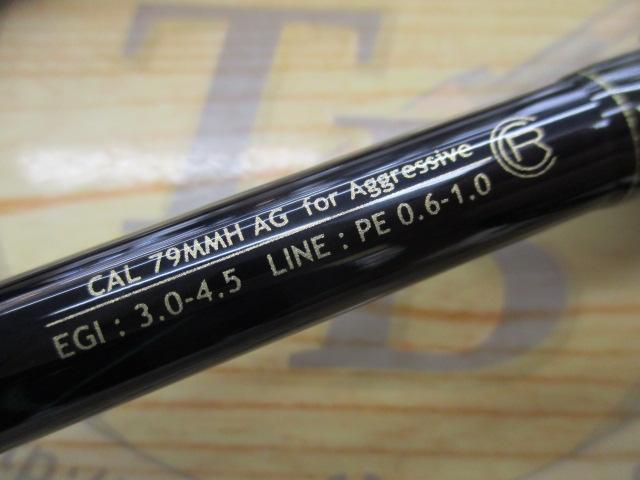 CAL 79MMH AG for Aggressive
EGI : 3.0-4.5 LINE : PE 0.6-1.0